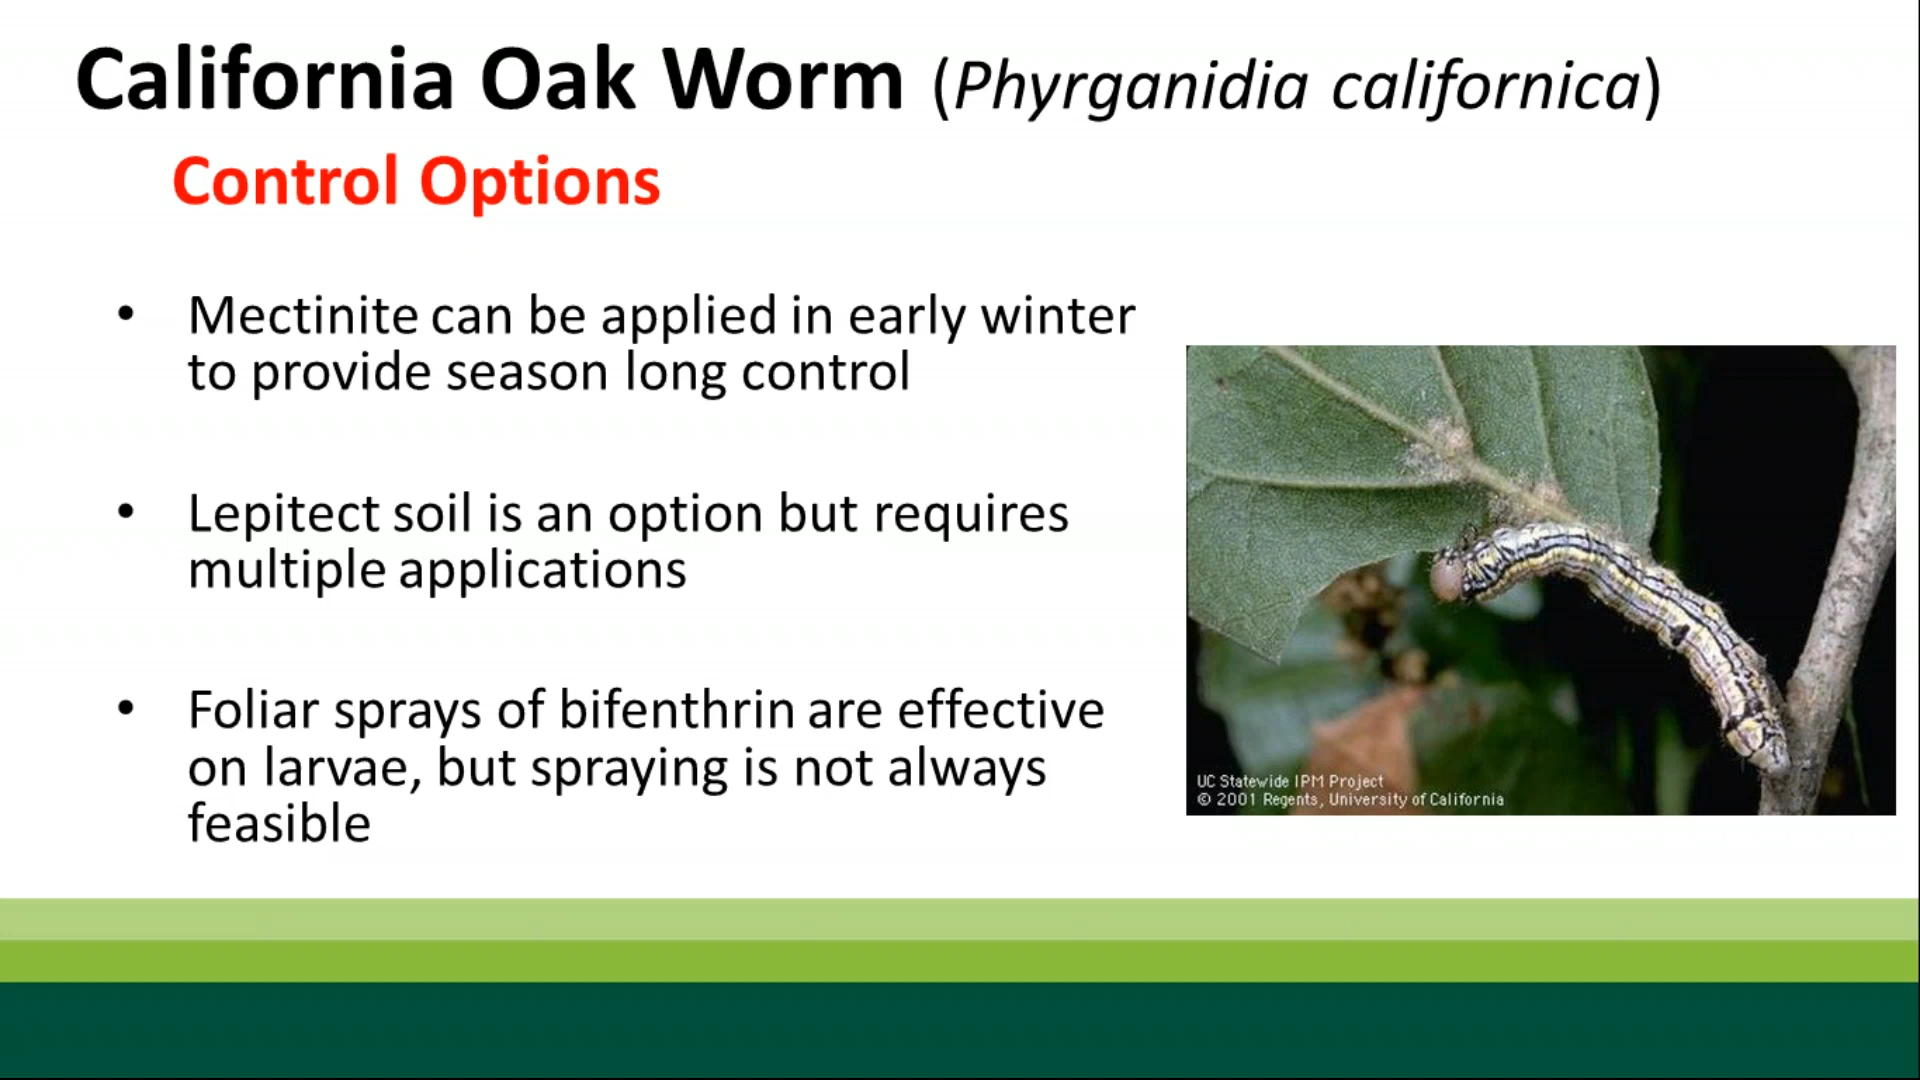 California Oak Worm (Phyrganidia californica)
Control Options
• Mectinite can be applied in early winter
to provide season long control
• Lepitect soil is an option but requires
multiple applications
• Foliar sprays of bifenthrin are effective
on larvae, but spraying is not always
feasible
UC Statewide IPM Project
© 2001 Regents, University of California